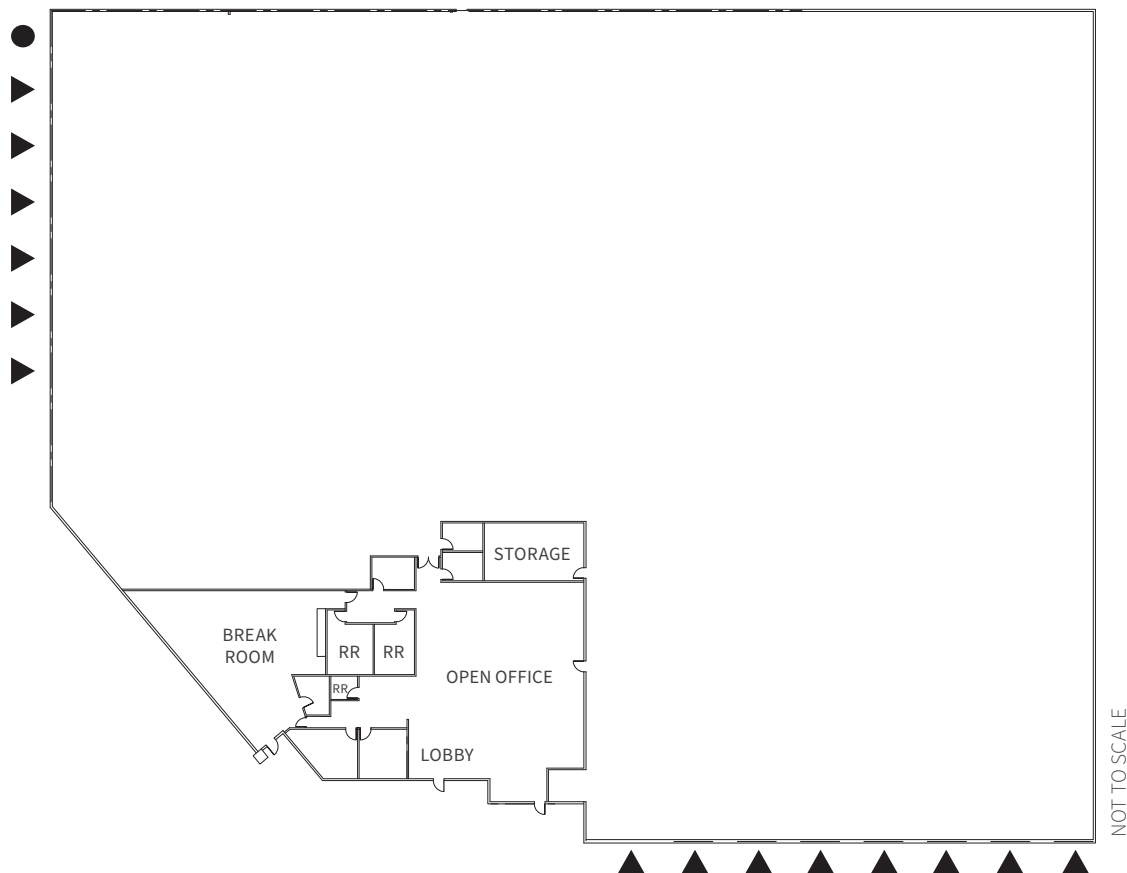 STORAGE
BREAK
ROOM
RR
RR
OPEN OFFICE
RR
LOBBY
NOT TO SCALE